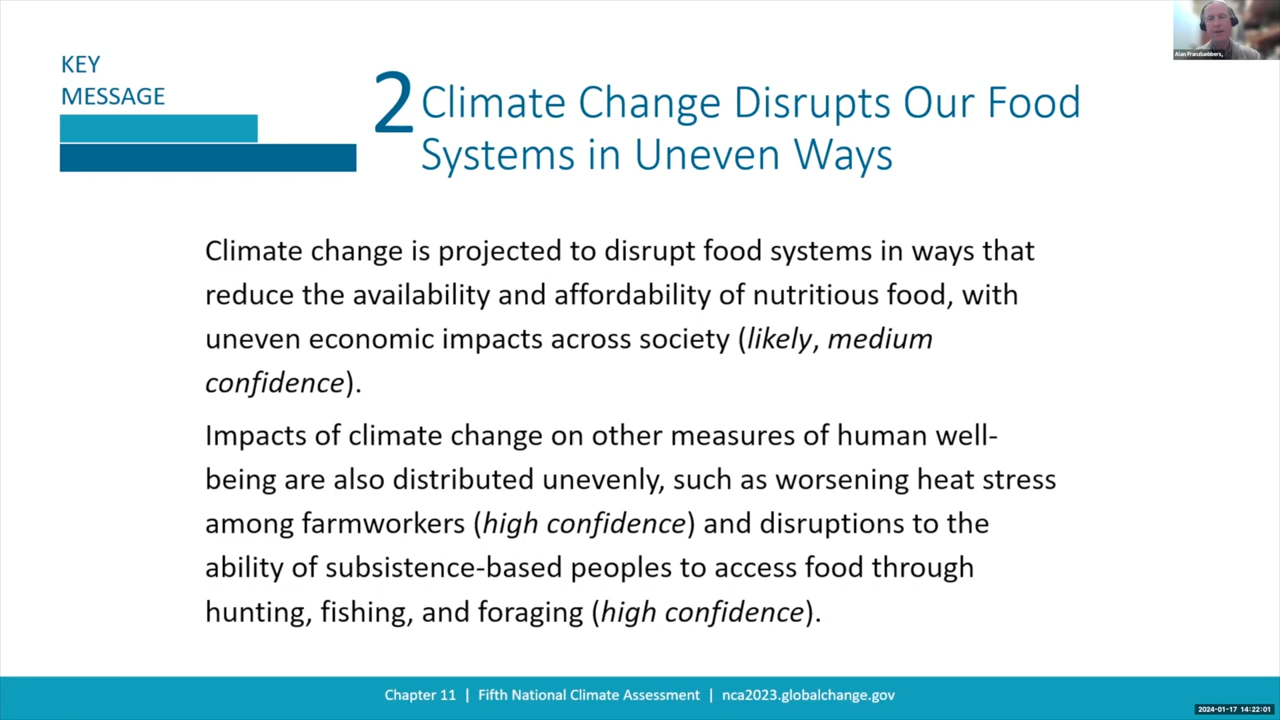 Alan Franzluebbers,
KEY
MESSAGE
2 Climate Change Disrupts Our Food
Systems in Uneven Ways
Climate change is projected to disrupt food systems in ways that
reduce the availability and affordability of nutritious food, with
uneven economic impacts across society (likely, medium
confidence).
Impacts of climate change on other measures of human well-
being are also distributed unevenly, such as worsening heat stress
among farmworkers (high confidence) and disruptions to the
ability of subsistence-based peoples to access food through
hunting, fishing, and foraging (high confidence).
Chapter 11 | Fifth National Climate Assessment | nca2023.globalchange.gov
2024-01-17 14:22:01